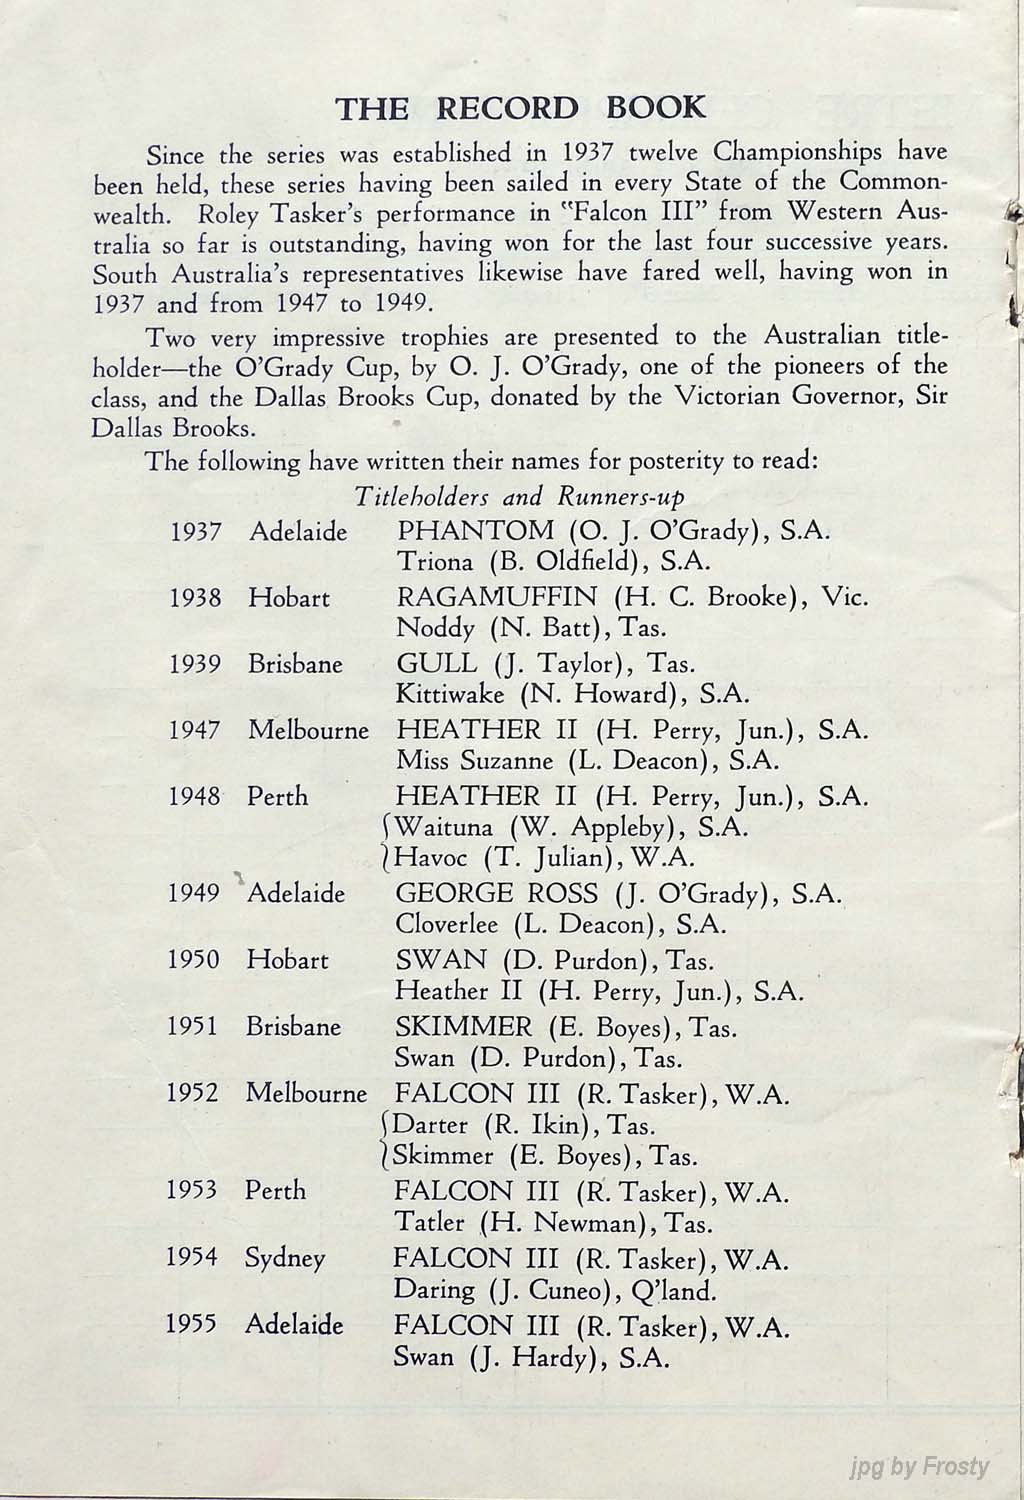 THE RECORD BOOK
Since the series was established in 1937 twelve Championships have
been held, these series having been sailed in every State of the Common-
wealth. Roley Tasker's performance in "Falcon III" from Western Aus-
tralia so far is outstanding, having won for the last four successive years.
South Australia's representatives likewise have fared well, having won in
1937 and from 1947 to 1949.
Two very impressive trophies are presented to the Australian title-
holder—the O'Grady Cup, by O. J. O'Grady, one of the pioneers of the
class, and the Dallas Brooks Cup, donated by the Victorian Governor, Sir
Dallas Brooks.
The following have written their names for posterity to read:
Titleholders and Runners-up
1937 Adelaide PHANTOM (O. J. O'Grady), S.A.
Triona (B. Oldfield), S.A.
1938 Hobart RAGAMUFFIN (H. C. Brooke), Vic.
Noddy (N. Batt), Tas.
1939 Brisbane GULL (J. Taylor), Tas.
Kittiwake (N. Howard), S.A.
1947 Melbourne HEATHER II (H. Perry, Jun.), S.A.
Miss Suzanne (L. Deacon), S.A.
1948 Perth HEATHER II (H. Perry, Jun.), S.A.
Waituna (W. Appleby), S.A.
Havoc (T. Julian), W.A.
1949 Adelaide GEORGE ROSS (J. O'Grady), S.A.
Cloverlee (L. Deacon), S.A.
1950 Hobart SWAN (D. Purdon), Tas.
Heather II (H. Perry, Jun.), S.A.
1951 Brisbane SKIMMER (E. Boyes), Tas.
Swan (D. Purdon), Tas.
1952 Melbourne FALCON III (R. Tasker), W.A.
Darter (R. Ikin), Tas.
Skimmer (E. Boyes), Tas.
1953 Perth FALCON III (R. Tasker), W.A.
Tatler (H. Newman), Tas.
1954 Sydney FALCON III (R. Tasker), W.A.
Daring (J. Cuneo), Q'land.
1955 Adelaide FALCON III (R. Tasker), W.A.
Swan (J. Hardy), S.A.
jpg by Frosty